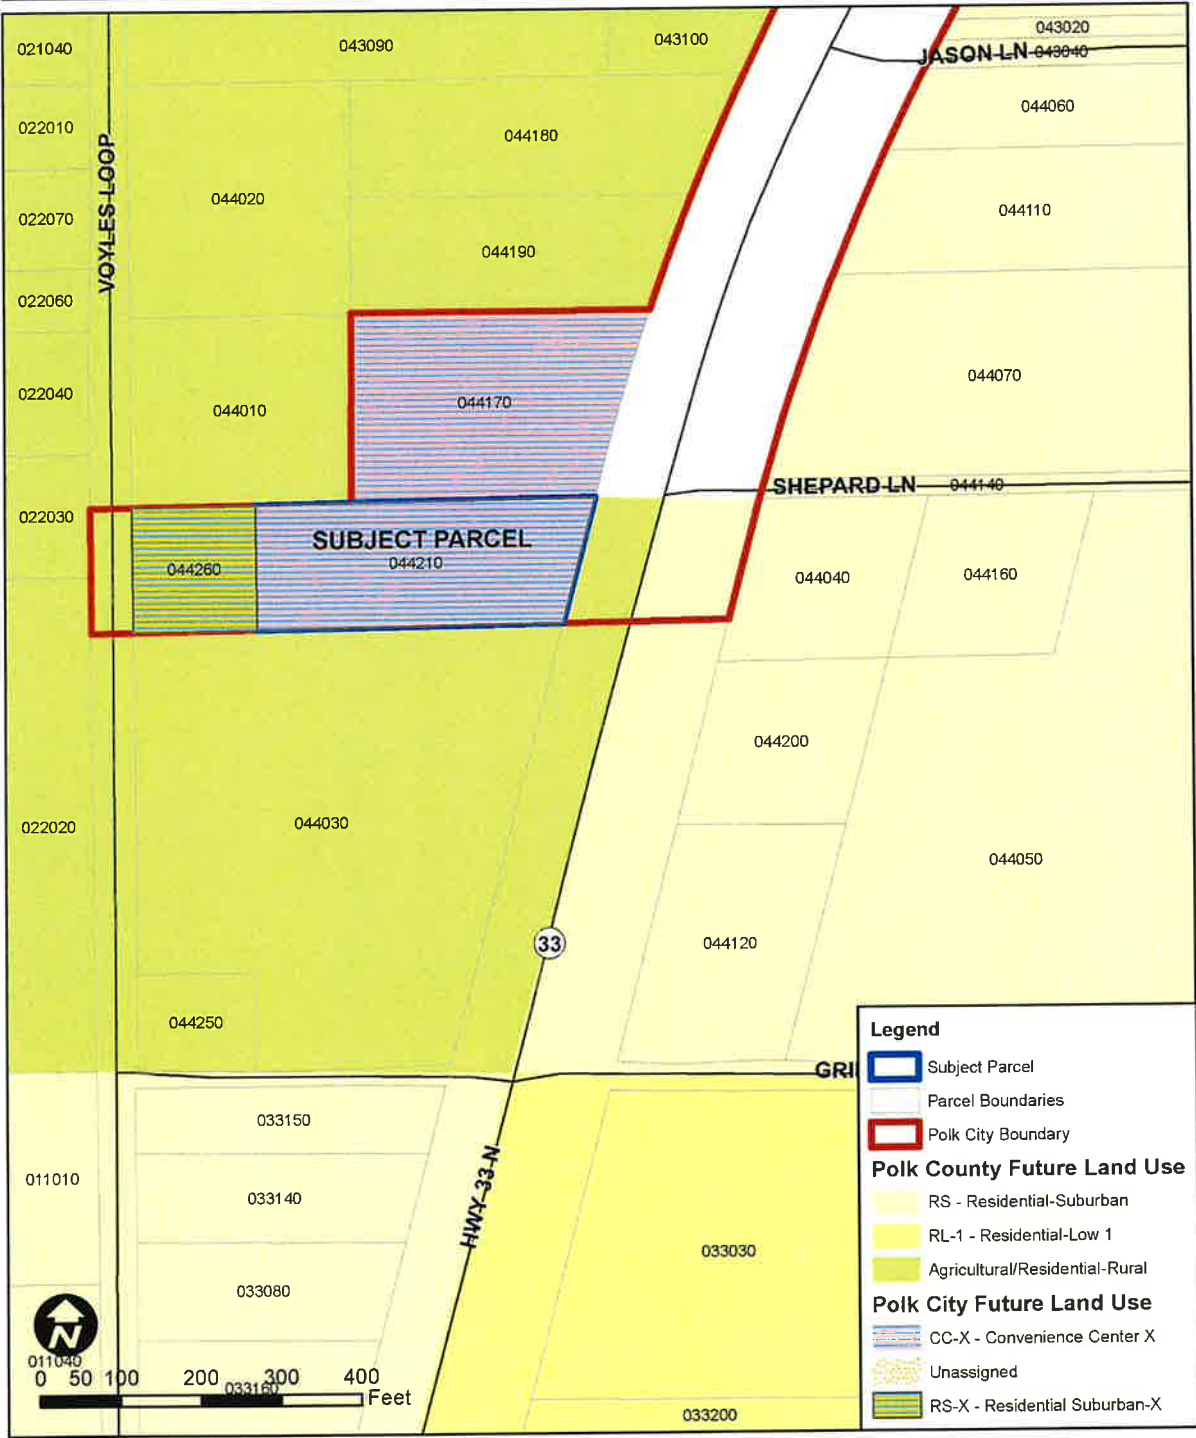 043020
021040
043090
043100
JASON LN 043040
044060
022010
044180
VOYLES LOOP
044020
044110
022070
044190
022060
044070
022040
044170
044010
SHEPARD LN 044140
022030
SUBJECT PARCEL
044210
044260
044040
044160
044200
044030
022020
044050
33
044120
044250
GRI
033150
011010
033140
HWY 33 N
033030
033080
011040
033160
033200
0 50 100 200 300 400
Feet
N
Legend
Subject Parcel
Parcel Boundaries
Polk City Boundary
Polk County Future Land Use
RS - Residential-Suburban
RL-1 - Residential-Low 1
Agricultural/Residential-Rural
Polk City Future Land Use
CC-X - Convenience Center X
Unassigned
RS-X - Residential Suburban-X